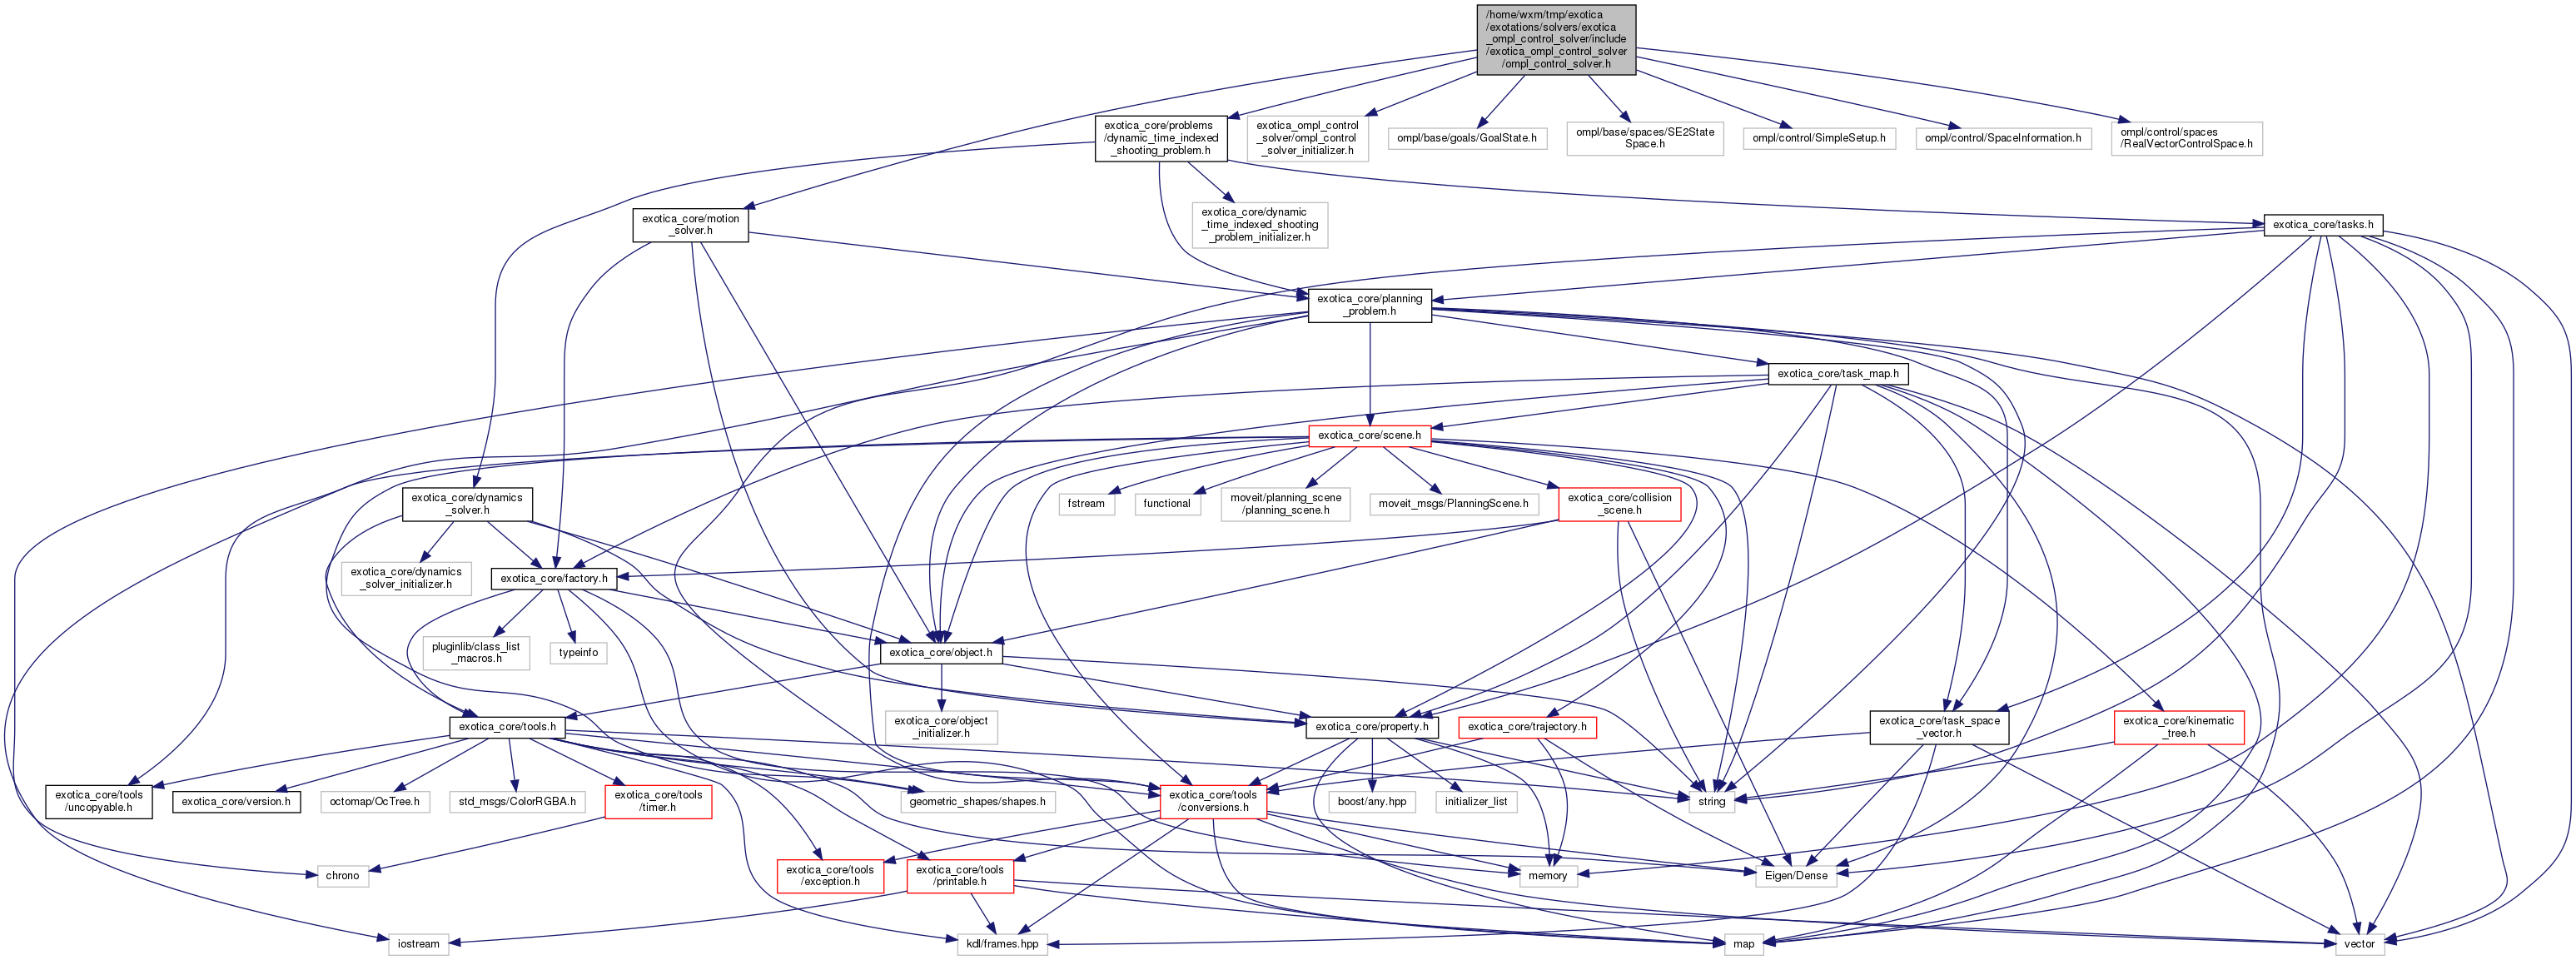 /home/wxm/tmp/exotica
/exotations/solvers/exotica
_ompl_control_solver/include
/exotica_ompl_control_solver
/ompl_control_solver.h
exotica_core/problems
/dynamic_time_indexed
_shooting_problem.h
exotica_ompl_control
_solver/ompl_control
_solver_initializer.h
ompl/base/goals/GoalState.h
ompl/base/spaces/SE2State
Space.h
ompl/control/SimpleSetup.h
ompl/control/SpaceInformation.h
ompl/control/spaces
/RealVectorControlSpace.h
exotica_core/motion
_solver.h
exotica_core/dynamic
_time_indexed_shooting
_problem_initializer.h
exotica_core/tasks.h
exotica_core/planning
_problem.h
exotica_core/task_map.h
exotica_core/scene.h
exotica_core/dynamics
_solver.h
fstream
functional
moveit/planning_scene
/planning_scene.h
moveit_msgs/PlanningScene.h
exotica_core/collision
_scene.h
exotica_core/dynamics
_solver_initializer.h
exotica_core/factory.h
pluginlib/class_list
_macros.h
typeinfo
exotica_core/object.h
exotica_core/tools.h
exotica_core/object
_initializer.h
exotica_core/property.h
exotica_core/trajectory.h
exotica_core/task_space
_vector.h
exotica_core/kinematic
_tree.h
exotica_core/tools
/uncopyable.h
exotica_core/version.h
octomap/OcTree.h
std_msgs/ColorRGBA.h
exotica_core/tools
/timer.h
geometric_shapes/shapes.h
exotica_core/tools
/conversions.h
boost/any.hpp
initializer_list
string
chrono
exotica_core/tools
/exception.h
exotica_core/tools
/printable.h
memory
Eigen/Dense
iostream
kdl/frames.hpp
map
vector